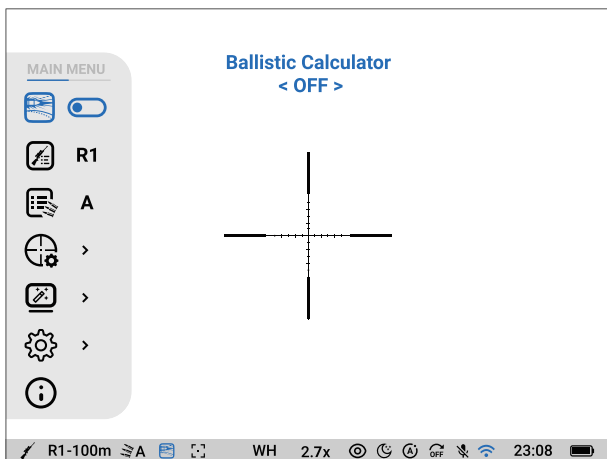 MAIN MENU
Ballistic Calculator
< OFF >
R1
A
>
>
>
R1-100m A WH 2.7x A OFF 23:08